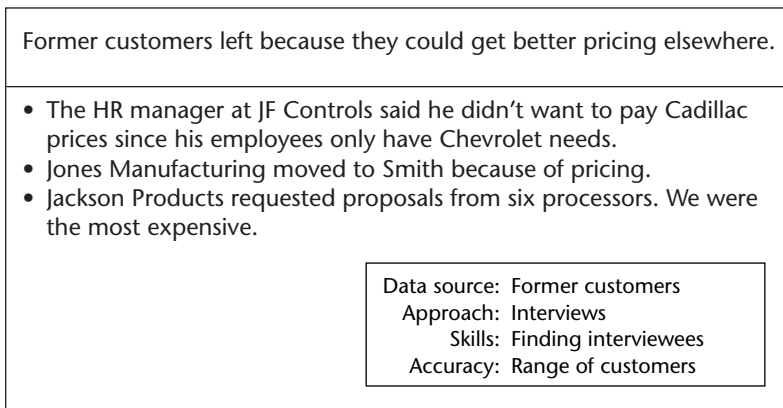 Former customers left because they could get better pricing elsewhere.
• The HR manager at JF Controls said he didn’t want to pay Cadillac
prices since his employees only have Chevrolet needs.
• Jones Manufacturing moved to Smith because of pricing.
• Jackson Products requested proposals from six processors. We were
the most expensive.
Data source: Former customers
Approach: Interviews
Skills: Finding interviewees
Accuracy: Range of customers